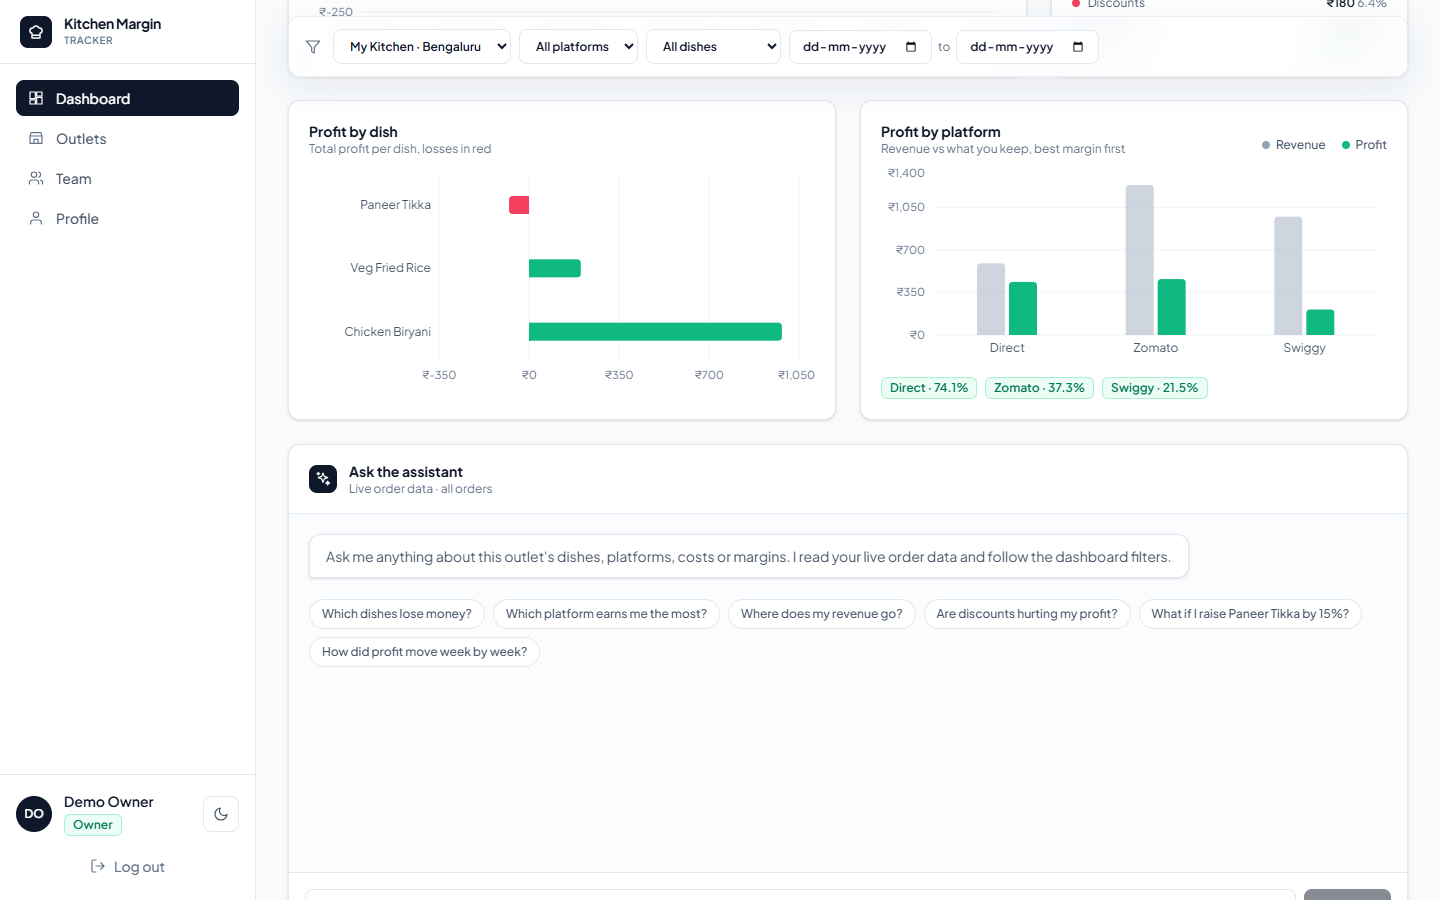 Kitchen Margin
TRACKER
Dashboard
Outlets
Team
Profile
Demo Owner
DO
Owner
Log out
₹-250
Discounts ₹180 6.4%
My Kitchen · Bengaluru All platforms All dishes dd-mm-yyyy to dd-mm-yyyy
Profit by dish
Total profit per dish, losses in red
Paneer Tikka
Veg Fried Rice
Chicken Biryani
₹-350 ₹0 ₹350 ₹700 ₹1,050
Profit by platform
Revenue vs what you keep, best margin first
Revenue Profit
₹1,400
₹1,050
₹700
₹350
₹0
Direct Zomato Swiggy
Direct · 74.1% Zomato · 37.3% Swiggy · 21.5%
Ask the assistant
Live order data · all orders
Ask me anything about this outlet's dishes, platforms, costs or margins. I read your live order data and follow the dashboard filters.
Which dishes lose money? Which platform earns me the most? Where does my revenue go? Are discounts hurting my profit? What if I raise Paneer Tikka by 15%?
How did profit move week by week?